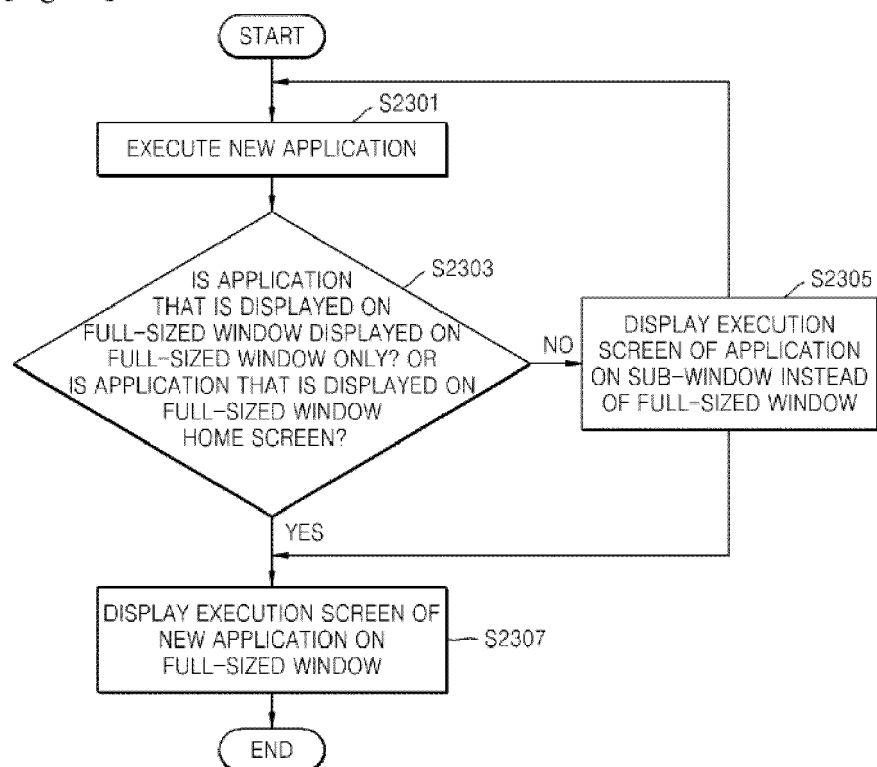 START
S2301
EXECUTE NEW APPLICATION
S2303
IS APPLICATION
THAT IS DISPLAYED ON
FULL-SIZED WINDOW DISPLAYED ON
FULL-SIZED WINDOW ONLY? OR
IS APPLICATION THAT IS DISPLAYED ON
FULL-SIZED WINDOW
HOME SCREEN?
NO
S2305
DISPLAY EXECUTION
SCREEN OF APPLICATION
ON SUB-WINDOW INSTEAD
OF FULL-SIZED WINDOW
YES
DISPLAY EXECUTION SCREEN OF
NEW APPLICATION ON
FULL-SIZED WINDOW
S2307
END